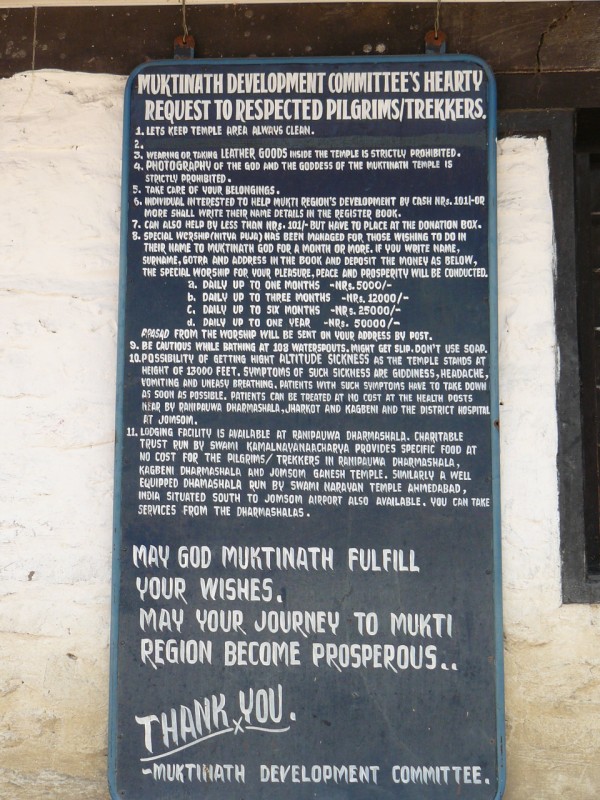 MUKTINATH DEVELOPMENT COMMITTEE'S HEARTY
REQUEST TO RESPECTED PILGRIMS/TREKKERS.
1. LETS KEEP TEMPLE AREA ALWAYS CLEAN.
2.
3. WEARING OR TAKING LEATHER GOODS INSIDE THE TEMPLE IS STRICTLY PROHIBITED.
4. PHOTOGRAPHY OF THE GOD AND THE GODDESS OF THE MUKTINATH TEMPLE IS
STRICTLY PROHIBITED.
5. TAKE CARE OF YOUR BELONGINGS.
6. INDIVIDUAL INTERESTED TO HELP MUKTI REGION'S DEVELOPMENT BY CASH NRs. 101/-OR
MORE SHALL WRITE THEIR NAME DETAILS IN THE REGISTER BOOK.
7. CAN ALSO HELP BY LESS THAN NRs. 101/- BUT HAVE TO PLACE AT THE DONATION BOX.
8. SPECIAL WERSHIP(NITYA PUJA) HAS BEEN MANAGED FOR THOSE WISHING TO DO IN
THEIR NAME TO MUKTINATH GOD FOR A MONTH OR MORE. IF YOU WRITE NAME,
SURNAME, GOTRA AND ADDRESS IN THE BOOK AND DEPOSIT THE MONEY AS BELOW,
THE SPECIAL WORSHIP FOR YOUR PLEASURE, PEACE AND PROSPERITY WILL BE CONDUCTED.
a. DAILY UP TO ONE MONTHS -NRs. 5000/-
b. DAILY UP TO THREE MONTHS -NRs. 12000/-
c. DAILY UP TO SIX MONTHS -NRs. 25000/-
d. DAILY UP TO ONE YEAR -NRs. 50000/-
PRASAD FROM THE WORSHIP WILL BE SENT ON YOUR ADDRESS BY POST.
9. BE CAUTIOUS WHILE BATHING AT 108 WATERSPOUTS. MIGHT GET SLIP. DON'T USE SOAP.
10. POSSIBILITY OF GETTING HIGHT ALTITUDE SICKNESS AS THE TEMPLE STANDS AT
HEIGHT OF 13000 FEET. SYMPTOMS OF SUCH SICKNESS ARE GIDDINESS, HEADACHE,
VOMITING AND UNEASY BREATHING. PATIENTS WITH SUCH SYMPTOMS HAVE TO TAKE DOWN
AS SOON AS POSSIBLE. PATIENTS CAN BE TREATED AT NO COST AT THE HEALTH POSTS
NEAR BY RANIPAUWA DHARMASHALA, JHARKOT AND KAGBENI AND THE DISTRICT HOSPITAL
AT JOMSOM.
11. LODGING FACILITY IS AVAILABLE AT RANIPAUWA DHARMASHALA. CHARITABLE
TRUST RUN BY SWAMI KAMALNAYANAACHARYA PROVIDES SPECIFIC FOOD AT
NO COST FOR THE PILGRIMS/ TREKKERS IN RANIPAUWA DHARMASHALA,
KAGBENI DHARMASHALA AND JOMSOM GANESH TEMPLE. SIMILARLY A WELL
EQUIPPED DHAMASHALA RUN BY SWAMI NARAYAN TEMPLE AHMEDABAD,
INDIA SITUATED SOUTH TO JOMSOM AIRPORT ALSO AVAILABLE. YOU CAN TAKE
SERVICES FROM THE DHARMASHALAS.
MAY GOD MUKTINATH FULFILL
YOUR WISHES.
MAY YOUR JOURNEY TO MUKTI
REGION BECOME PROSPEROUS..
THANK YOU.
-MUKTINATH DEVELOPMENT COMMITTEE.